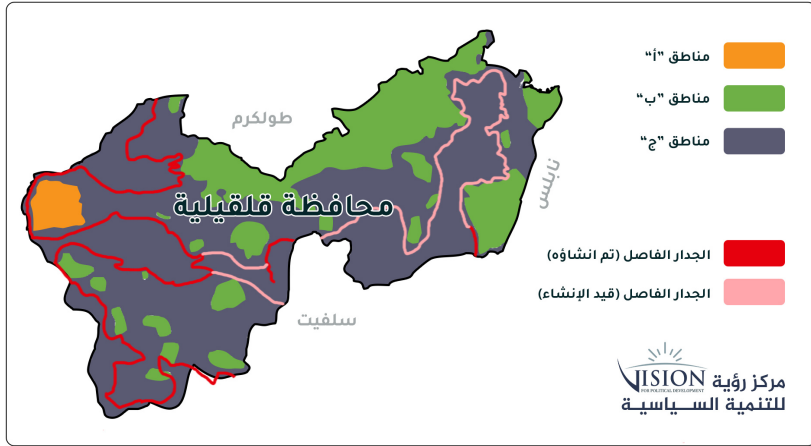 مناطق "أ"
مناطق "ب"
مناطق "ج"
طولكرم
نابلس
محافظة قلقيلية
سلفيت
الجدار الفاصل (تم انشاؤه)
الجدار الفاصل (قيد الإنشاء)
مركز رؤية VISION
FOR POLITICAL DEVELOPMENT
للتنمية الســياسيــة